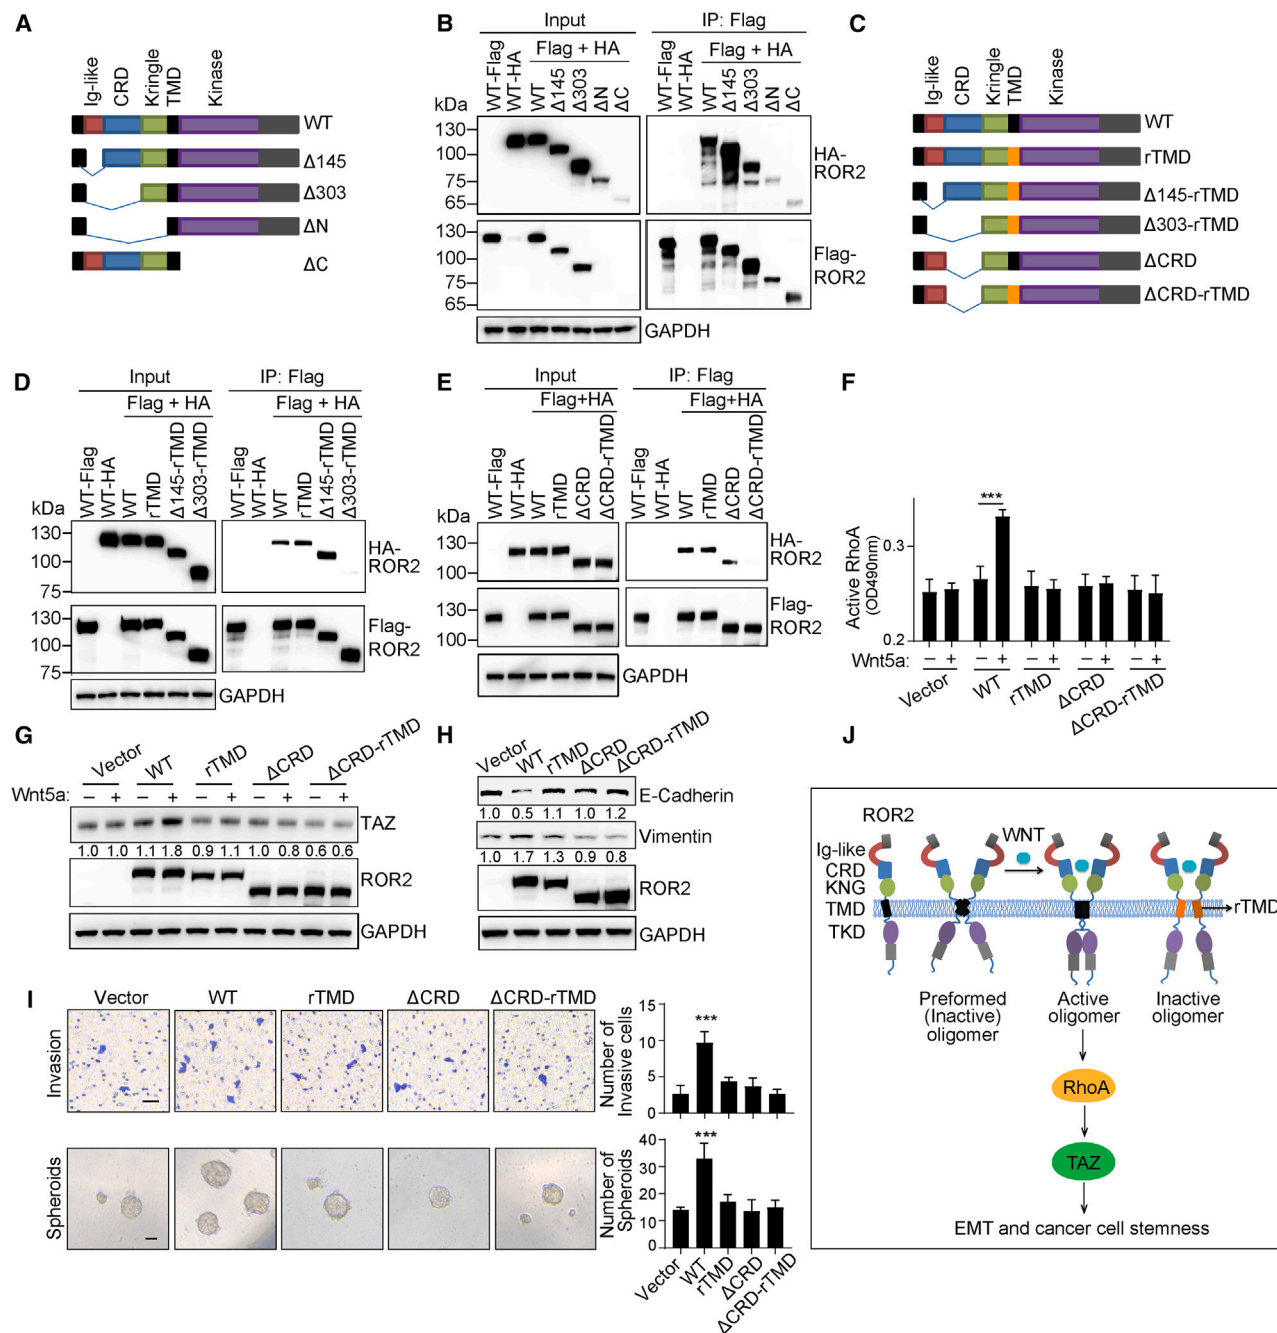 A
Ig-like
CRD
Kringle
TMD
Kinase
WT
Δ145
Δ303
ΔN
ΔC
B
Input
IP: Flag
Flag + HA
Flag + HA
WT-Flag
WT-HA
WT
Δ145
Δ303
ΔN
ΔC
WT-Flag
WT-HA
WT
Δ145
Δ303
ΔN
ΔC
kDa
130
100
75
65
HA-
ROR2
130
100
75
65
Flag-
ROR2
GAPDH
C
Ig-like
CRD
Kringle
TMD
Kinase
WT
rTMD
Δ145-rTMD
Δ303-rTMD
ΔCRD
ΔCRD-rTMD
D
Input
IP: Flag
Flag + HA
Flag + HA
WT-Flag
WT-HA
WT
rTMD
Δ145-rTMD
Δ303-rTMD
WT-Flag
WT-HA
WT
rTMD
Δ145-rTMD
Δ303-rTMD
kDa
130
100
75
HA-
ROR2
130
100
75
Flag-
ROR2
GAPDH
E
Input
IP: Flag
Flag+HA
Flag+HA
WT-Flag
WT-HA
WT
rTMD
ΔCRD
ΔCRD-rTMD
WT-Flag
WT-HA
WT
rTMD
ΔCRD
ΔCRD-rTMD
kDa
130
100
HA-
ROR2
130
100
Flag-
ROR2
GAPDH
F
Active RhoA
(OD490nm)
0.3
0.2
***
Wnt5a: – + – + – + – + – +
Vector
WT
rTMD
ΔCRD
ΔCRD-rTMD
G
Vector
WT
rTMD
ΔCRD
ΔCRD-rTMD
Wnt5a: – + – + – + – + – +
TAZ
1.0 1.0 1.1 1.8 0.9 1.1 1.0 0.8 0.6 0.6
ROR2
GAPDH
H
Vector
WT
rTMD
ΔCRD
ΔCRD-rTMD
E-Cadherin
1.0 0.5 1.1 1.0 1.2
Vimentin
1.0 1.7 1.3 0.9 0.8
ROR2
GAPDH
I
Vector
WT
rTMD
ΔCRD
ΔCRD-rTMD
Invasion
Number of
Invasive cells
15
10
5
0
***
Spheroids
Number of
Spheroids
40
30
20
10
0
***
Vector
WT
rTMD
ΔCRD
ΔCRD-rTMD
J
ROR2
WNT
Ig-like
CRD
KNG
TMD
TKD
rTMD
Preformed
(Inactive)
oligomer
Active
oligomer
Inactive
oligomer
RhoA
TAZ
EMT and cancer cell stemness